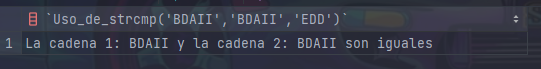 `Uso_de_strcmp('BDAII','BDAII','EDD')`
1 La cadena 1: BDAII y la cadena 2: BDAII son iguales